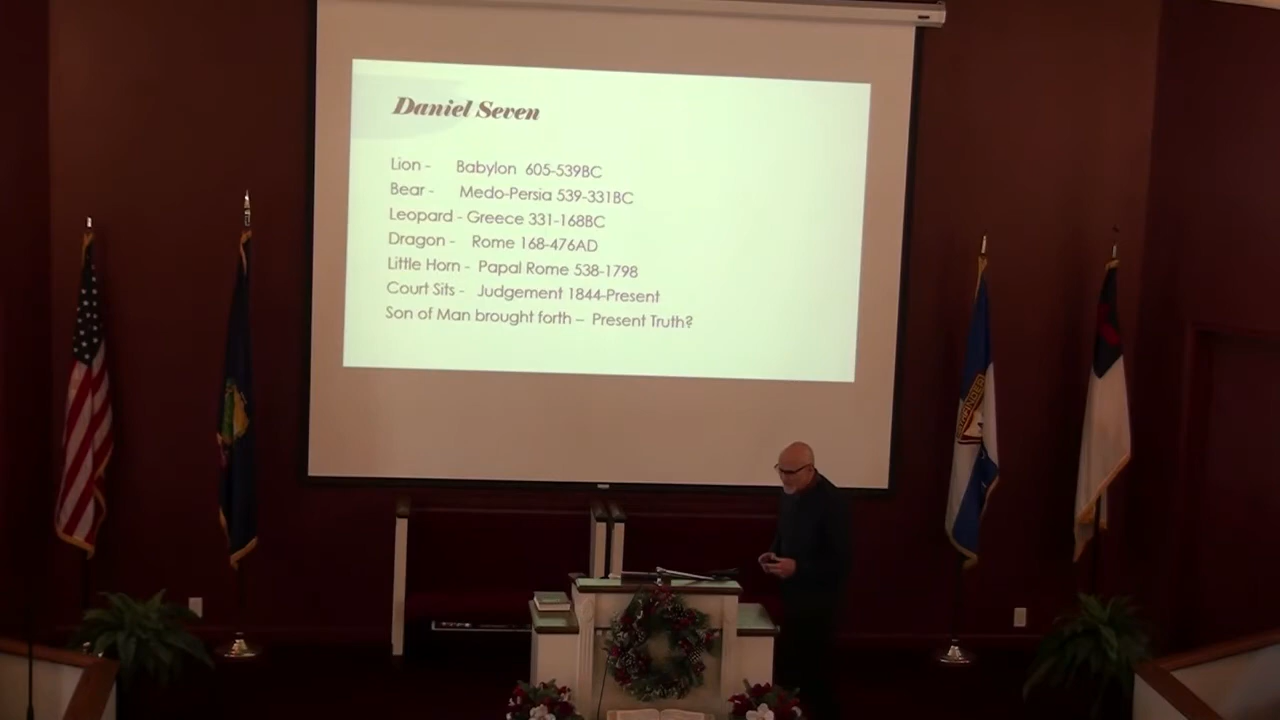 Daniel Seven
Lion - Babylon 605-539BC
Bear - Medo-Persia 539-331BC
Leopard - Greece 331-168BC
Dragon - Rome 168-476AD
Little Horn - Papal Rome 538-1798
Court Sits - Judgement 1844-Present
Son of Man brought forth – Present Truth?